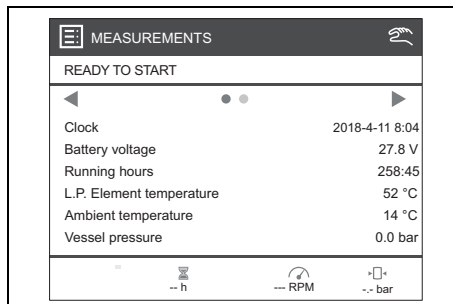 MEASUREMENTS
READY TO START
Clock 2018-4-11 8:04
Battery voltage 27.8 V
Running hours 258:45
L.P. Element temperature 52 °C
Ambient temperature 14 °C
Vessel pressure 0.0 bar
-- h --- RPM -.- bar